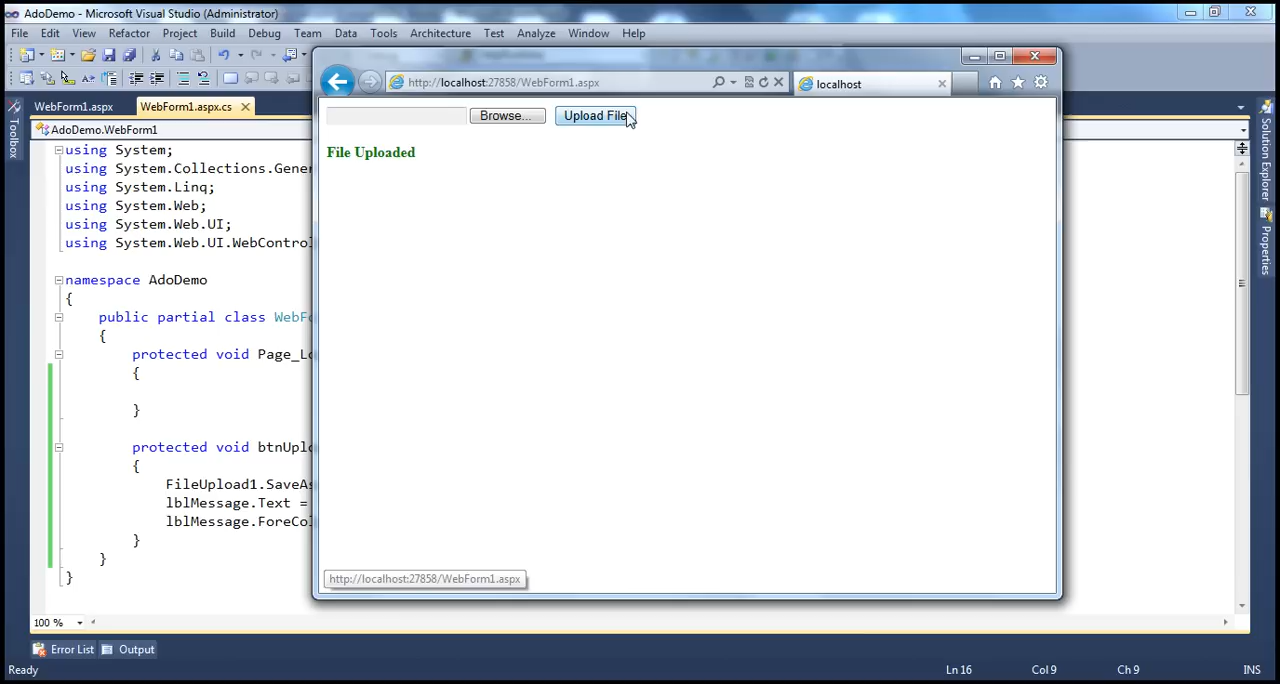 AdoDemo - Microsoft Visual Studio (Administrator)
File Edit View Refactor Project Build Debug Team Data Tools Architecture Test Analyze Window Help
http://localhost:27858/WebForm1.aspx
localhost
WebForm1.aspx WebForm1.aspx.cs
AdoDemo.WebForm1
Browse... Upload File
File Uploaded
Toolbox
Solution Explorer
Properties
using System;
using System.Collections.Gener
using System.Linq;
using System.Web;
using System.Web.UI;
using System.Web.UI.WebControl
namespace AdoDemo
{
public partial class WebFo
{
protected void Page_Lo
{
}
protected void btnUplo
{
FileUpload1.SaveAs
lblMessage.Text =
lblMessage.ForeCol
}
}
}
http://localhost:27858/WebForm1.aspx
100 %
Error List Output
Ready Ln 16 Col 9 Ch 9 INS